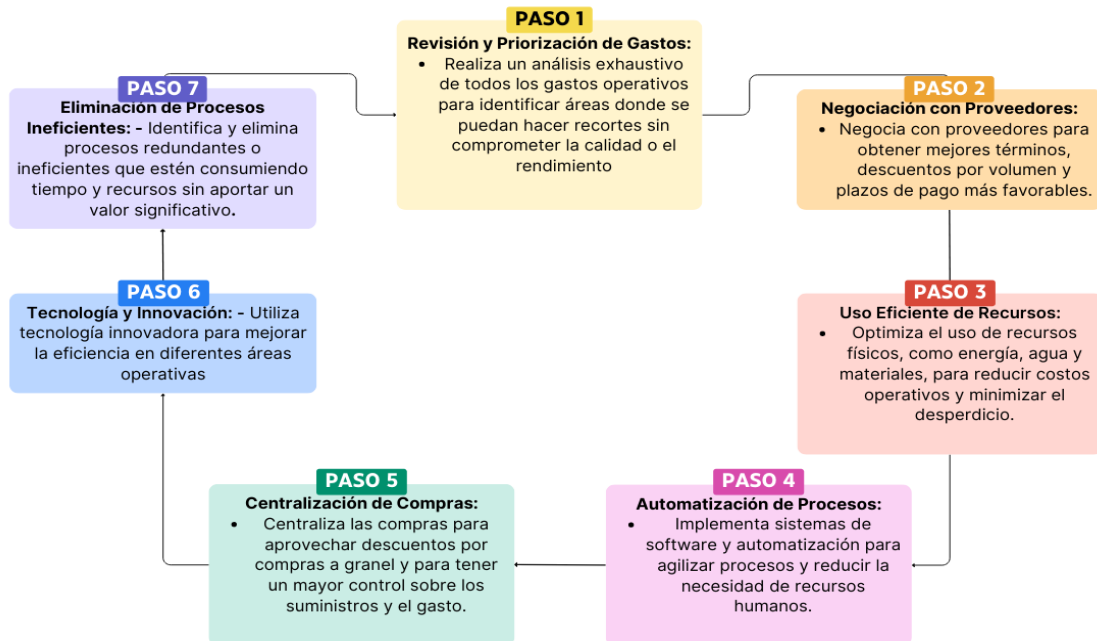 PASO 1
Revisión y Priorización de Gastos:
• Realiza un análisis exhaustivo
de todos los gastos operativos
para identificar áreas donde se
puedan hacer recortes sin
comprometer la calidad o el
rendimiento
PASO 2
Negociación con Proveedores:
• Negocia con proveedores para
obtener mejores términos,
descuentos por volumen y
plazos de pago más favorables.
PASO 3
Uso Eficiente de Recursos:
• Optimiza el uso de recursos
físicos, como energía, agua y
materiales, para reducir costos
operativos y minimizar el
desperdicio.
PASO 4
Automatización de Procesos:
• Implementa sistemas de
software y automatización para
agilizar procesos y reducir la
necesidad de recursos
humanos.
PASO 5
Centralización de Compras:
• Centraliza las compras para
aprovechar descuentos por
compras a granel y para tener
un mayor control sobre los
suministros y el gasto.
PASO 6
Tecnología y Innovación: - Utiliza
tecnología innovadora para mejorar
la eficiencia en diferentes áreas
operativas
PASO 7
Eliminación de Procesos
Ineficientes: - Identifica y elimina
procesos redundantes o
ineficientes que estén consumiendo
tiempo y recursos sin aportar un
valor significativo.